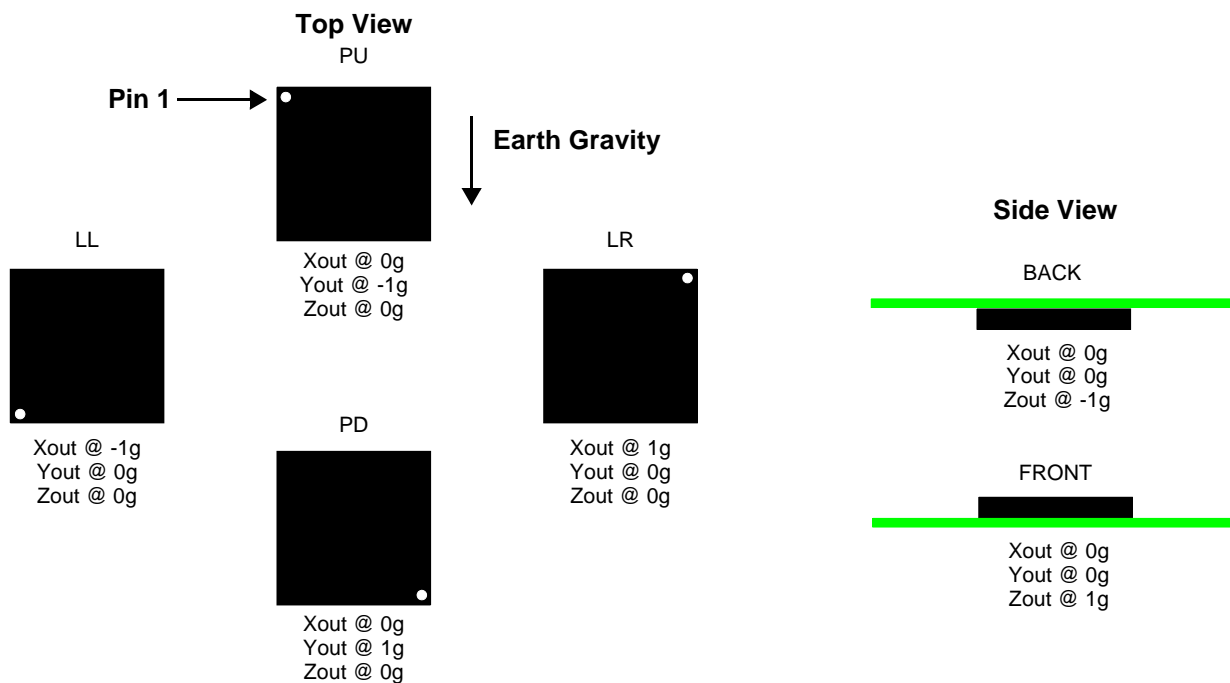 Top View
PU
Pin 1
Earth Gravity
Xout @ 0g
Yout @ -1g
Zout @ 0g
LL
Xout @ -1g
Yout @ 0g
Zout @ 0g
LR
Xout @ 1g
Yout @ 0g
Zout @ 0g
PD
Xout @ 0g
Yout @ 1g
Zout @ 0g
Side View
BACK
Xout @ 0g
Yout @ 0g
Zout @ -1g
FRONT
Xout @ 0g
Yout @ 0g
Zout @ 1g